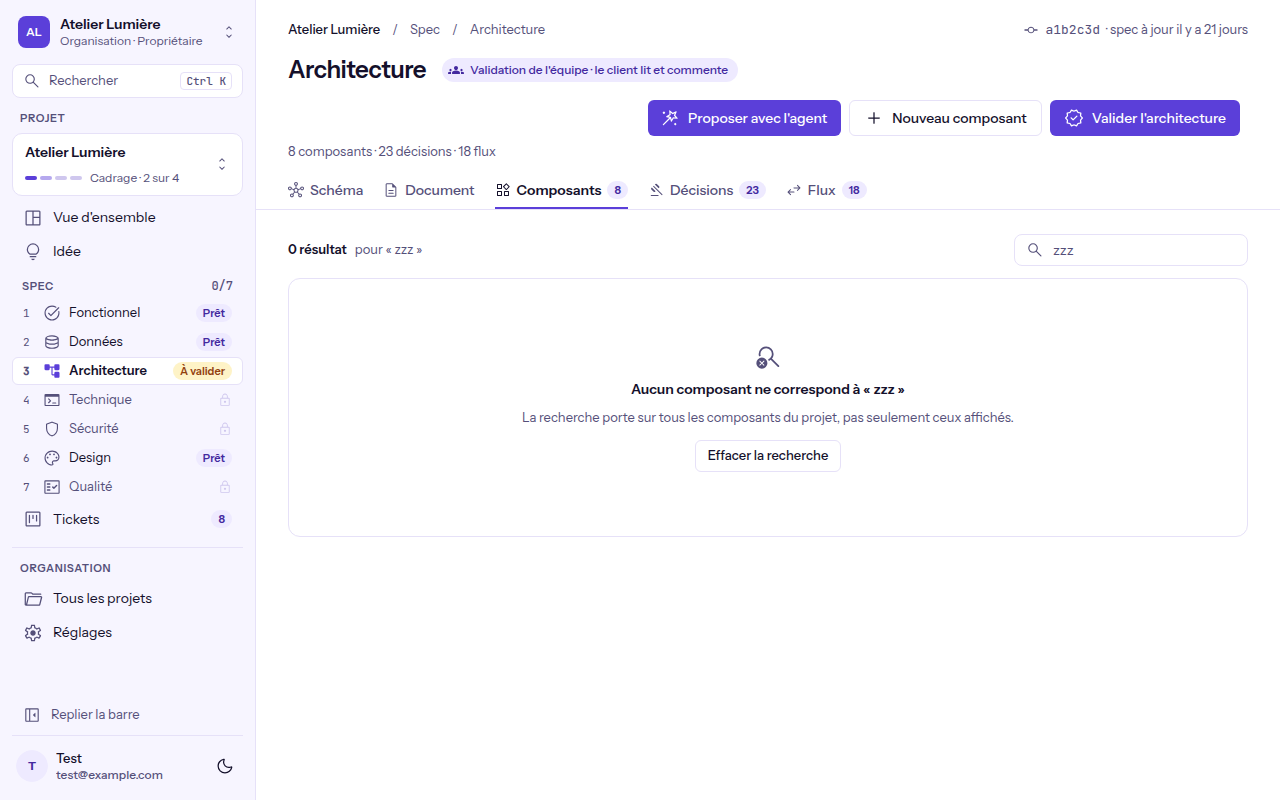 AL
Atelier Lumière
Organisation · Propriétaire
Rechercher
Ctrl K
PROJET
Atelier Lumière
Cadrage · 2 sur 4
Vue d'ensemble
Idée
SPEC 0/7
1 Fonctionnel Prêt
2 Données Prêt
3 Architecture À valider
4 Technique
5 Sécurité
6 Design Prêt
7 Qualité
Tickets 8
ORGANISATION
Tous les projets
Réglages
Replier la barre
T
Test
test@example.com
Atelier Lumière / Spec / Architecture
a1b2c3d · spec à jour il y a 21 jours
Architecture
Validation de l'équipe · le client lit et commente
Proposer avec l'agent
Nouveau composant
Valider l'architecture
8 composants · 23 décisions · 18 flux
Schéma
Document
Composants 8
Décisions 23
Flux 18
0 résultat pour « zzz »
zzz
Aucun composant ne correspond à « zzz »
La recherche porte sur tous les composants du projet, pas seulement ceux affichés.
Effacer la recherche